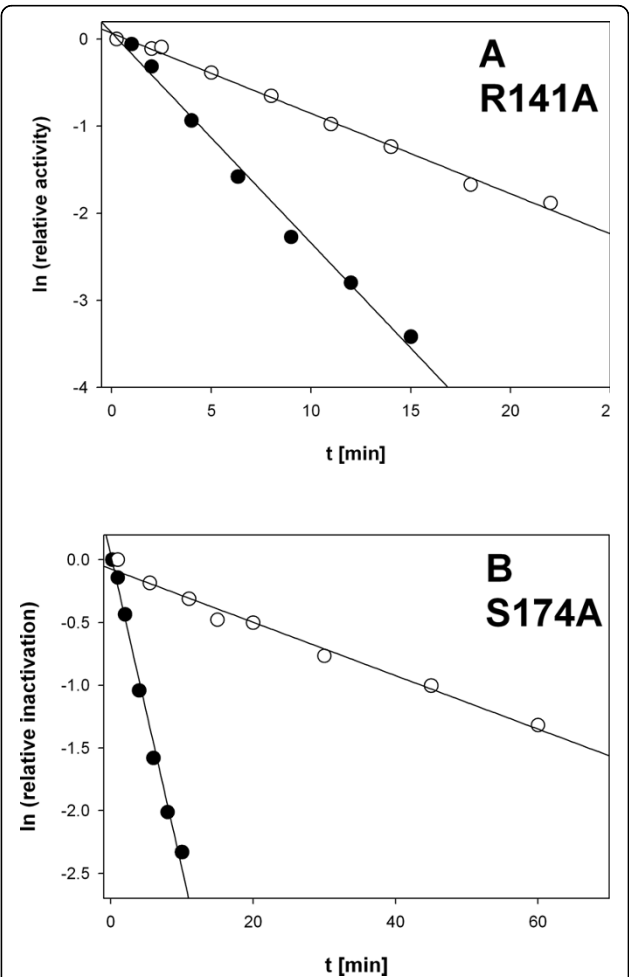 A
R141A
0
-1
-2
-3
-4
ln (relative activity)
0 5 10 15 20 2
t [min]
B
S174A
0.0
-0.5
-1.0
-1.5
-2.0
-2.5
ln (relative inactivation)
0 20 40 60
t [min]